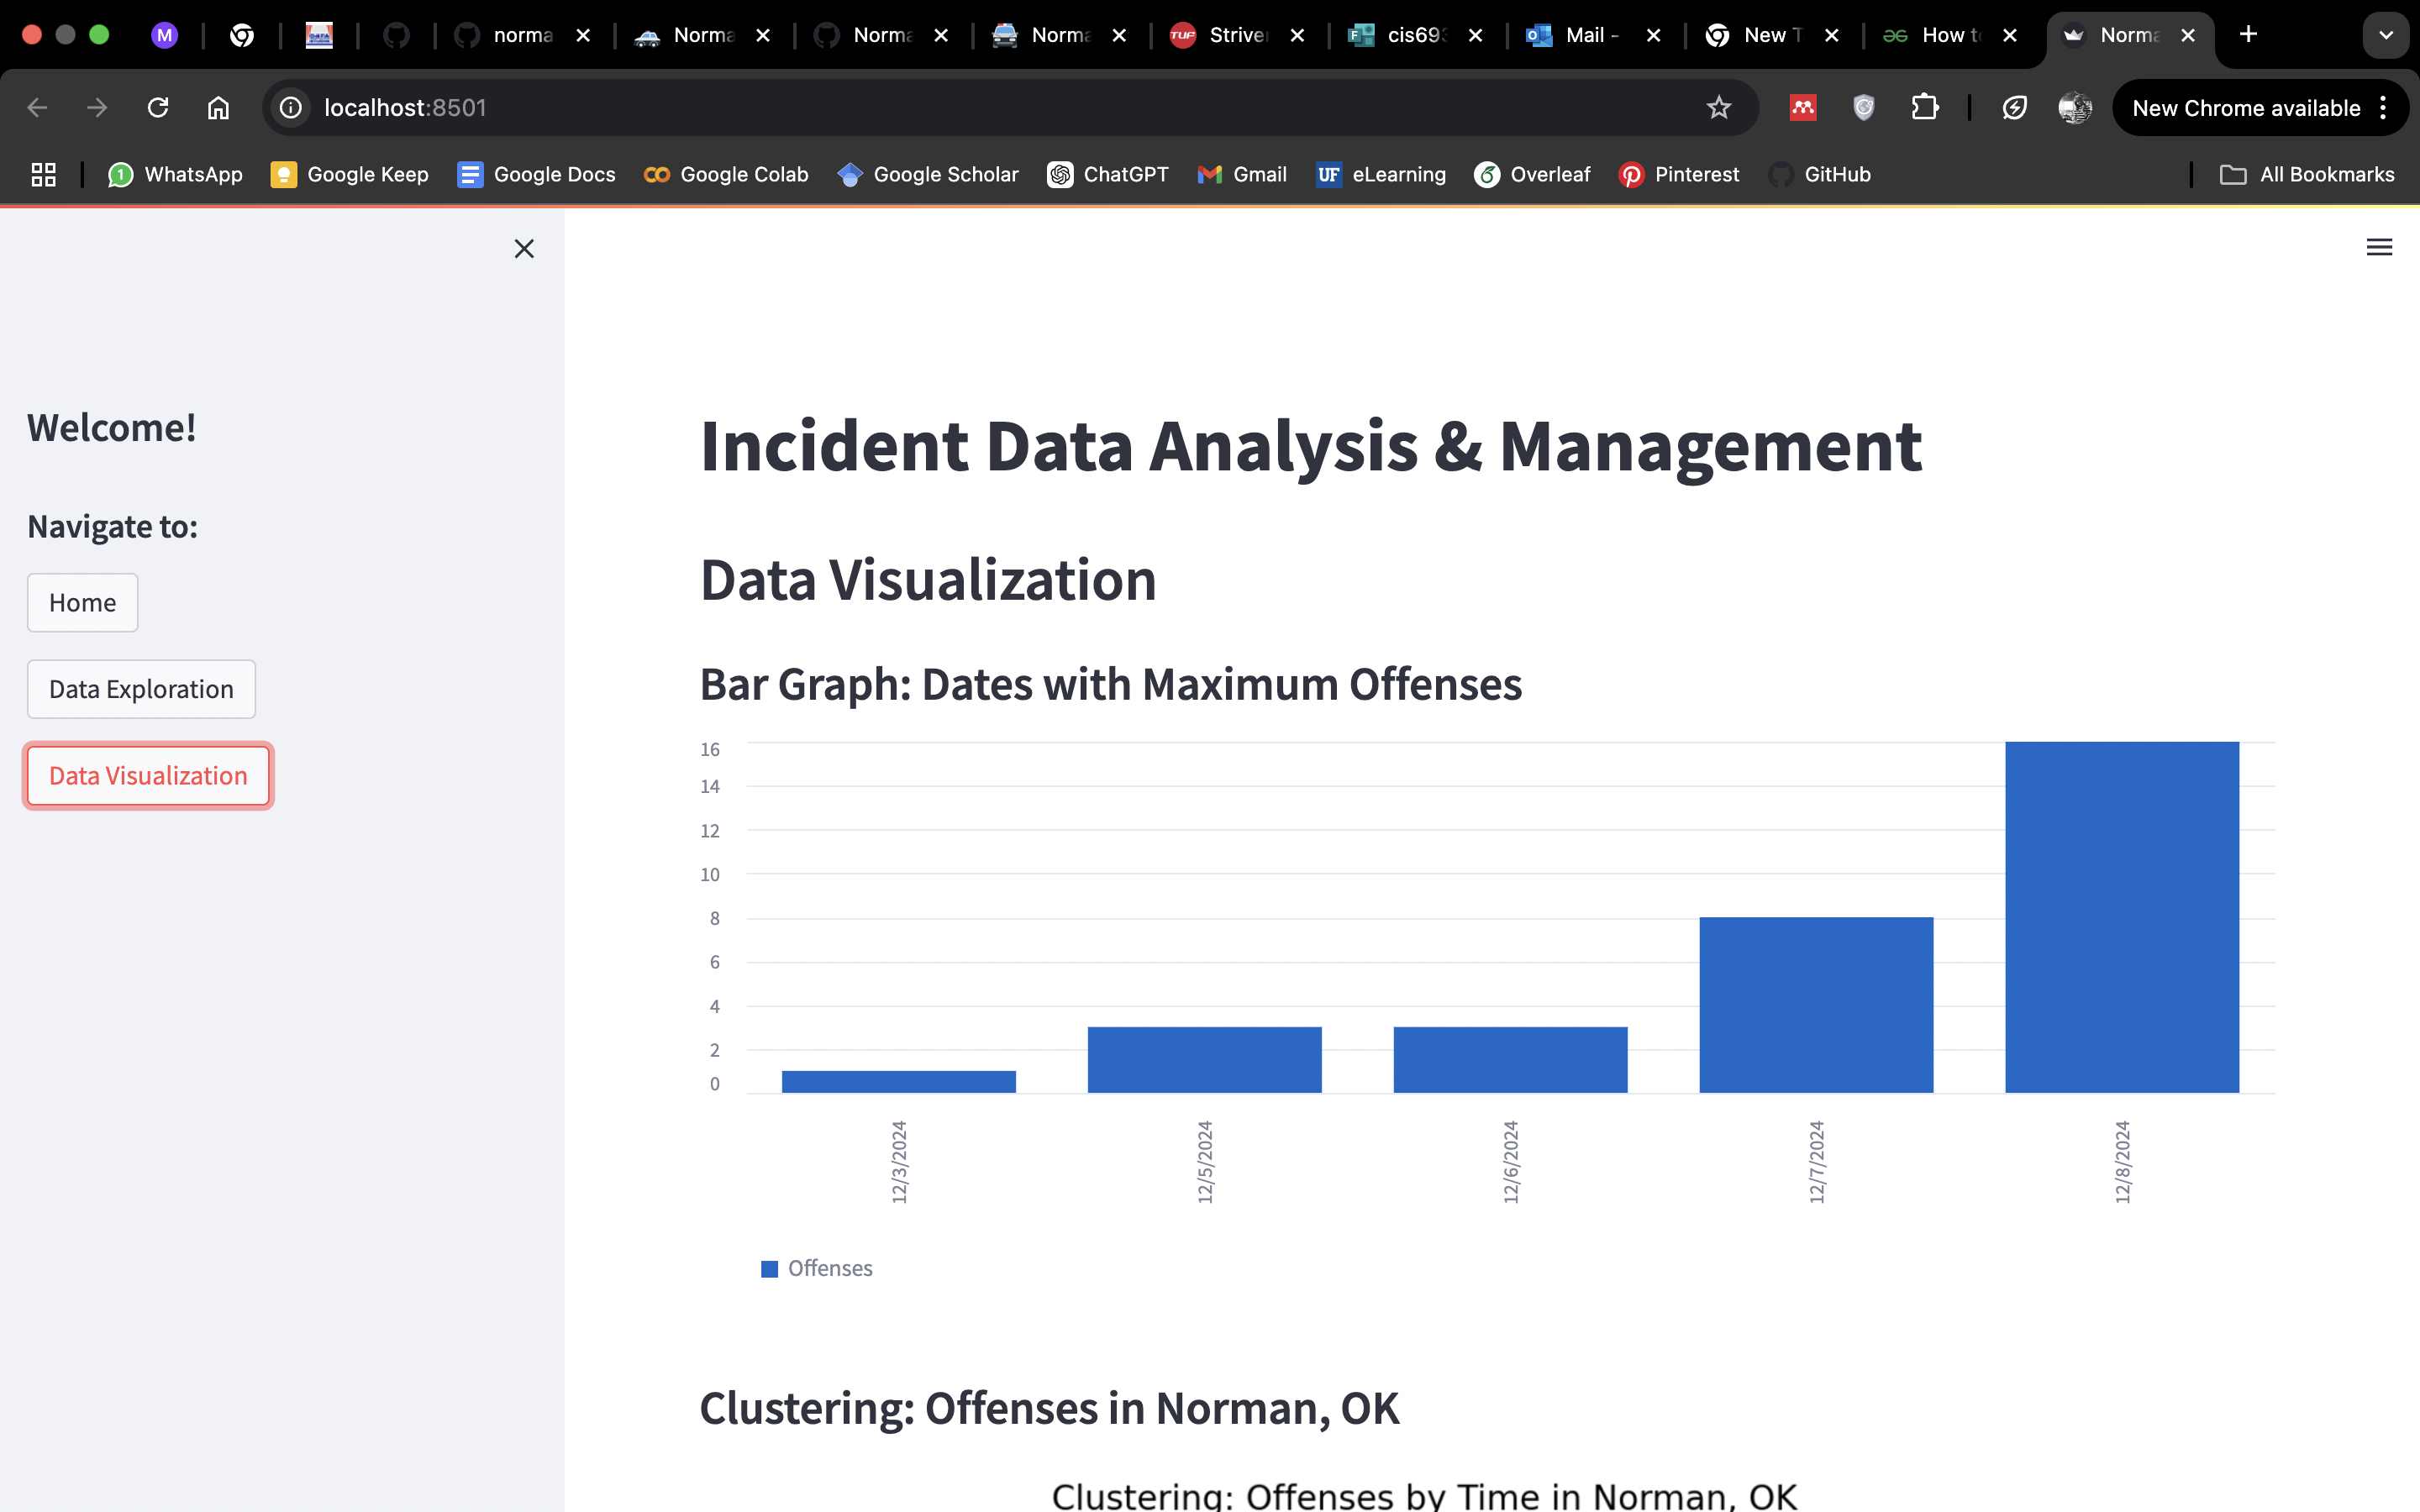 M norma Norma Norma Norma Striver cis693 Mail - New T How to Norma
localhost:8501
New Chrome available
1 WhatsApp Google Keep Google Docs Google Colab Google Scholar ChatGPT Gmail UF eLearning Overleaf Pinterest GitHub All Bookmarks
Welcome!
Navigate to:
Home
Data Exploration
Data Visualization
Incident Data Analysis & Management
Data Visualization
Bar Graph: Dates with Maximum Offenses
16
14
12
10
8
6
4
2
0
12/3/2024 12/5/2024 12/6/2024 12/7/2024 12/8/2024
Offenses
Clustering: Offenses in Norman, OK
Clustering: Offenses by Time in Norman, OK